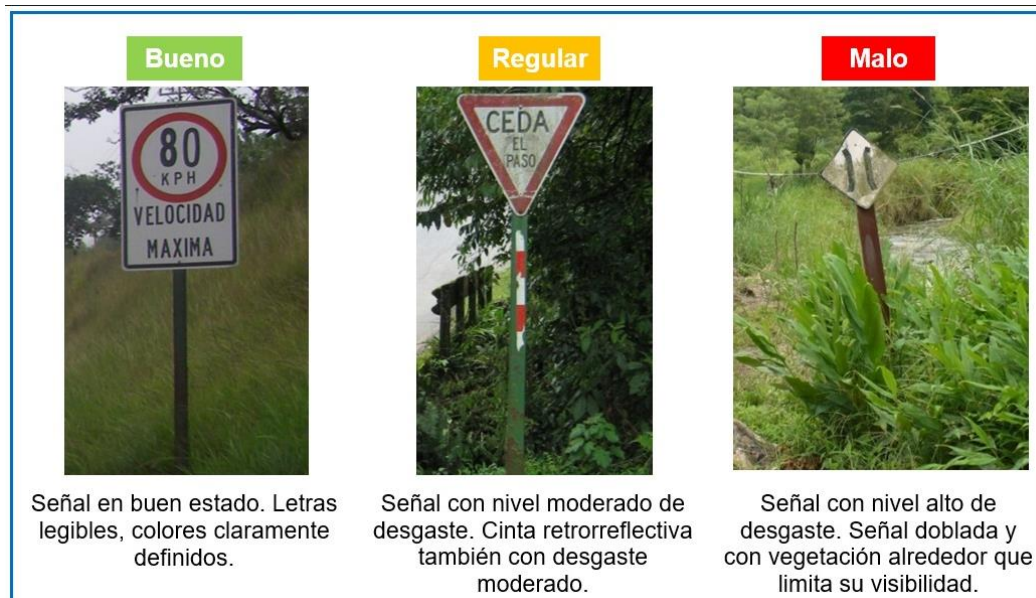 Bueno
Regular
Malo
80
KPH
VELOCIDAD
MAXIMA
CEDA
EL
PASO
Señal en buen estado. Letras
legibles, colores claramente
definidos.
Señal con nivel moderado de
desgaste. Cinta retrorreflectiva
también con desgaste
moderado.
Señal con nivel alto de
desgaste. Señal doblada y
con vegetación alrededor que
limita su visibilidad.